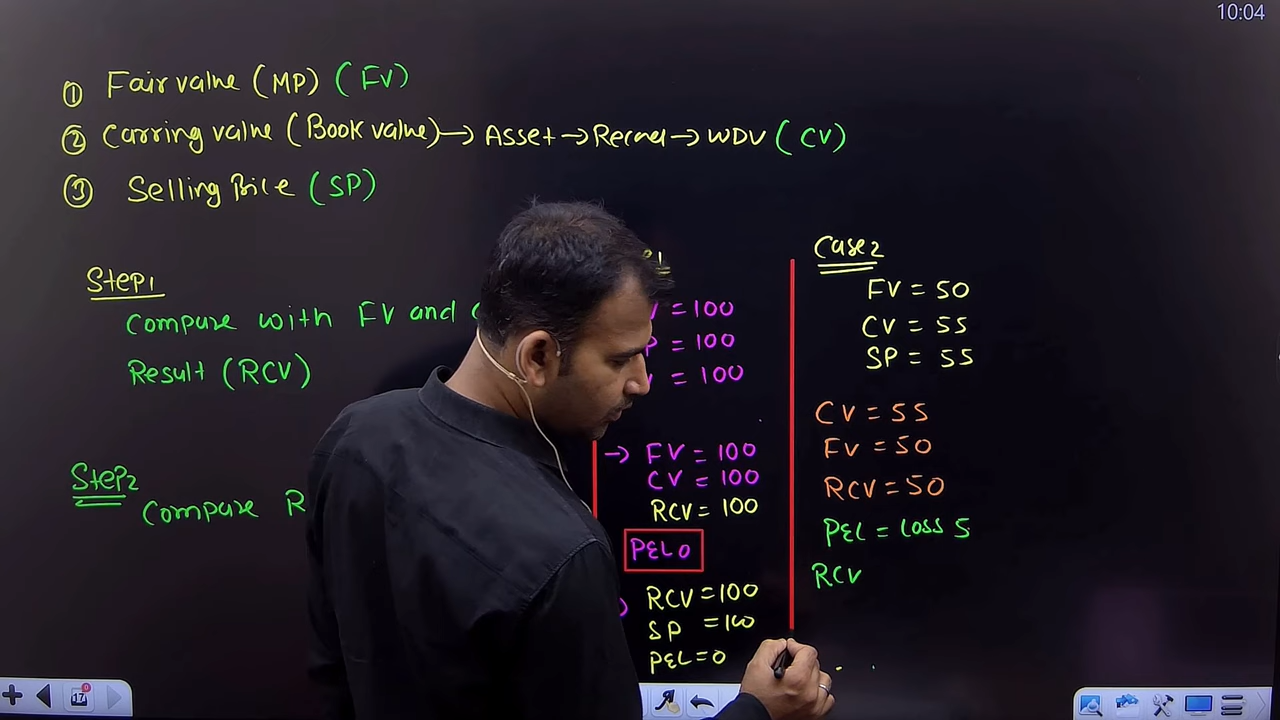 10:04
① Fair value (MP) (FV)
② Carring value (Book value) → Asset → Record → WDV (CV)
③ Selling Price (SP)
Step1
Compare with FV and
Result (RCV)
Step2
Compare R
1
= 100
= 100
= 100
→ FV = 100
CV = 100
RCV = 100
P&L 0
RCV = 100
SP = 100
P&L = 0
Case2
FV = 50
CV = 55
SP = 55
CV = 55
FV = 50
RCV = 50
P&L = Loss 5
RCV
17